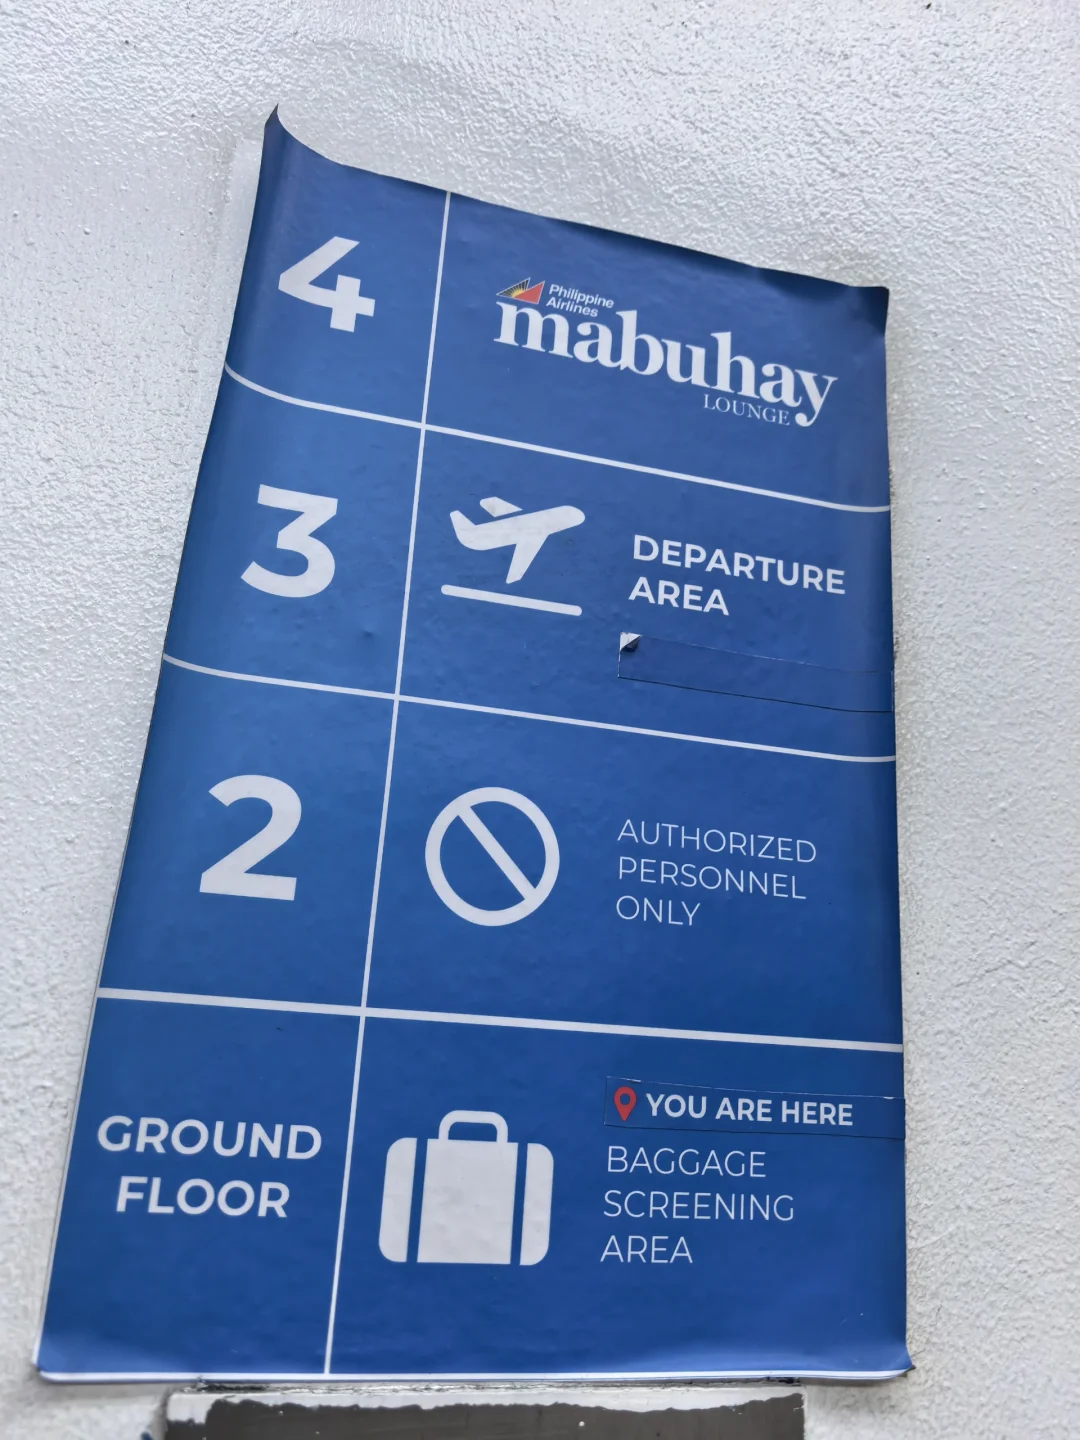 4
Philippine
Airlines
mabuhay
LOUNGE
3
DEPARTURE
AREA
2
AUTHORIZED
PERSONNEL
ONLY
GROUND
FLOOR
YOU ARE HERE
BAGGAGE
SCREENING
AREA